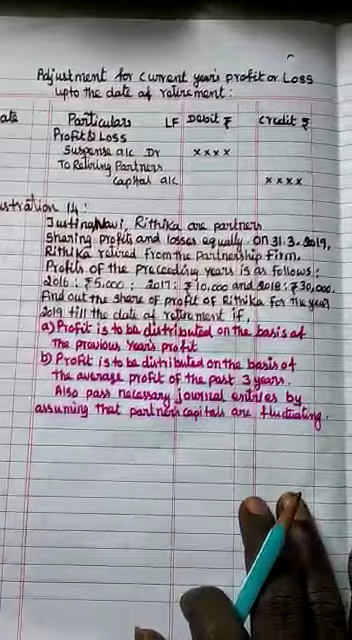 Adjustment for current year's profit or Loss
upto the date of retirement:
ate Particulars LF Debit ₹ Credit ₹
Profit & Loss
Suspense a/c Dr xxxx
To Retiring Partners
Capital a/c xxxx
stration 14:
Justina, Navi, Rithika are partners
sharing profits and losses equally. On 31.3.2019,
Rithika retired from the Partnership Firm.
Profits of the preceeding years is as follows:
2016: ₹5,000; 2017: ₹10,000 and 2018: ₹30,000.
Find out the share of profit of Rithika for the year
2019 till the date of retirement if,
a) Profit is to be distributed on the basis of
the previous Year's profit
b) Profit is to be distributed on the basis of
the average profit of the past 3 years.
Also pass necessary journal entries by
assuming that partners capitals are fluctuating.